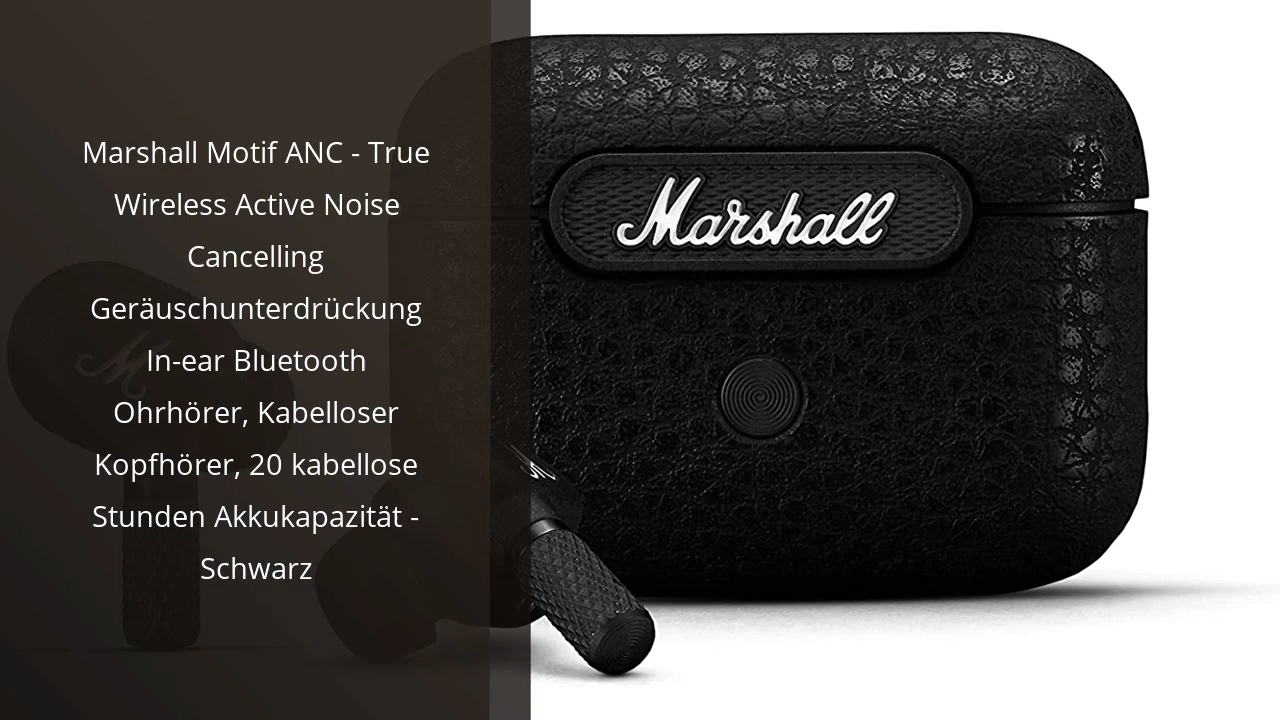 Marshall Motif ANC - True
Wireless Active Noise
Cancelling
Geräuschunterdrückung
In-ear Bluetooth
Ohrhörer, Kabelloser
Kopfhörer, 20 kabellose
Stunden Akkukapazität -
Schwarz
Marshall
M